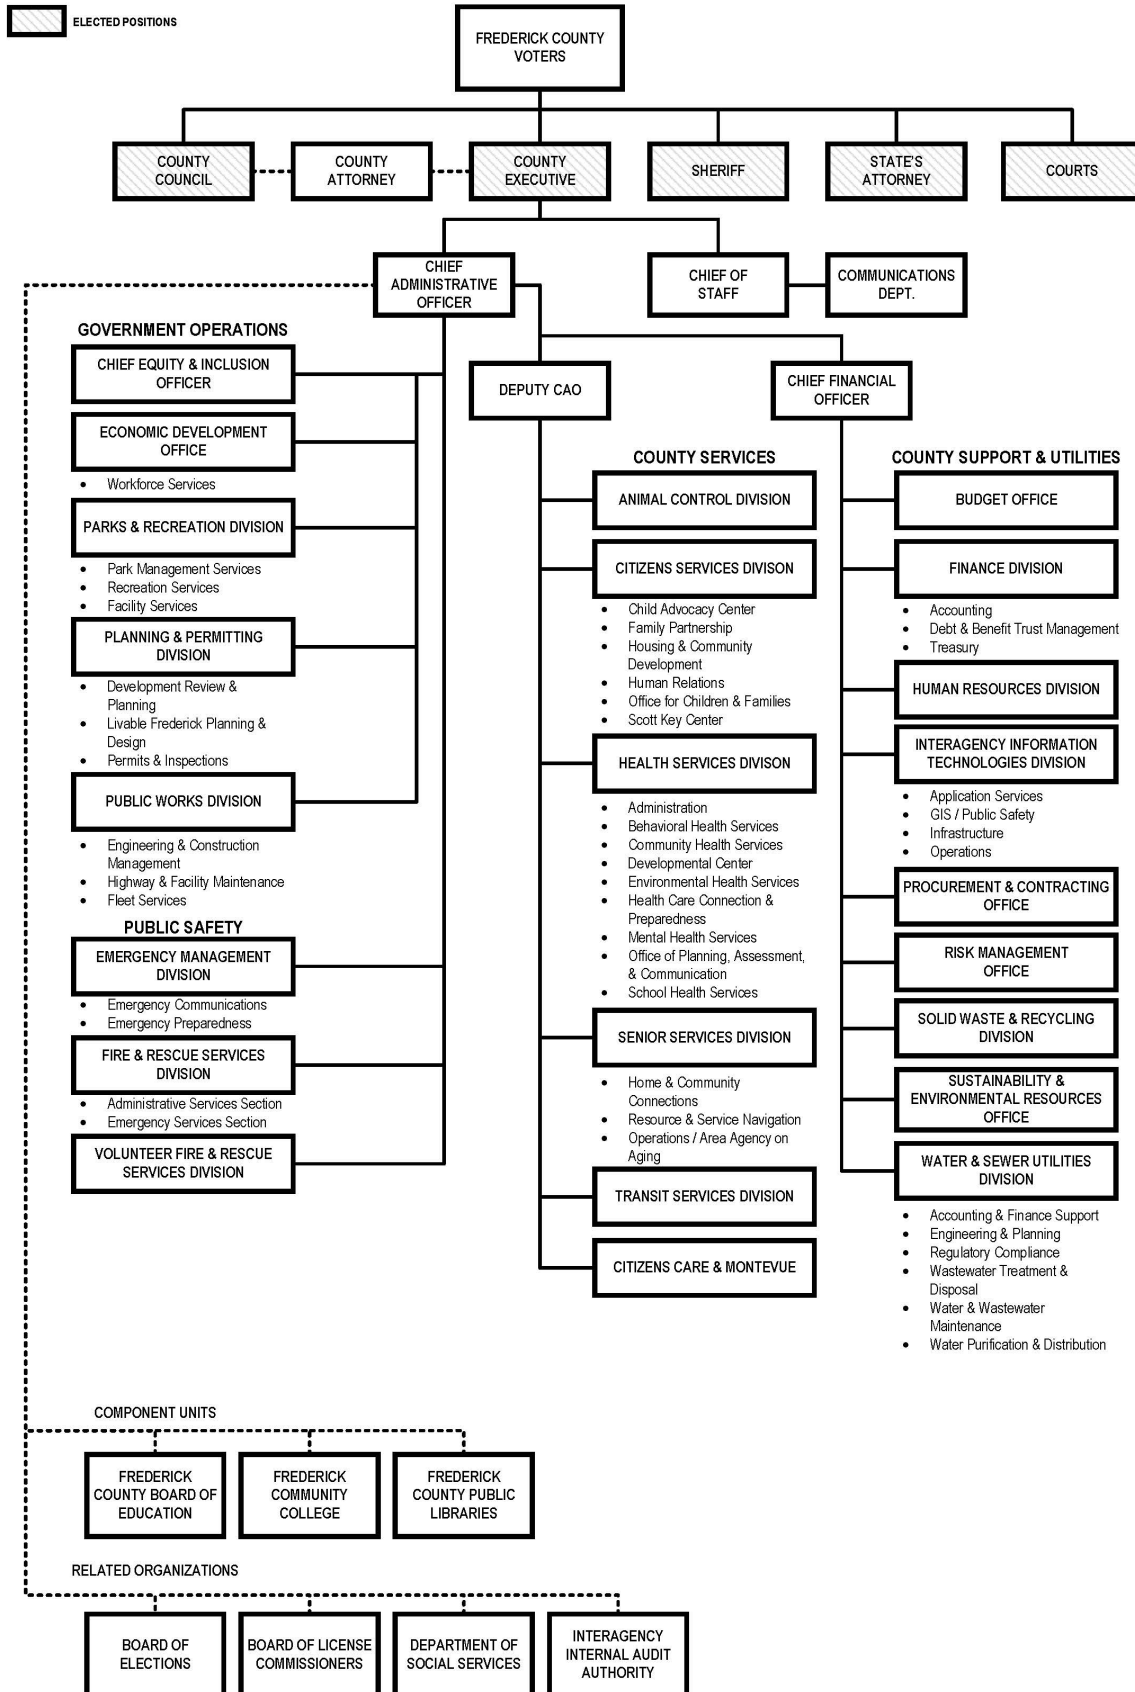 ELECTED POSITIONS
FREDERICK COUNTY
VOTERS
COUNTY
COUNCIL
COUNTY
ATTORNEY
COUNTY
EXECUTIVE
SHERIFF
STATE'S
ATTORNEY
COURTS
CHIEF
ADMINISTRATIVE
OFFICER
CHIEF OF
STAFF
COMMUNICATIONS
DEPT.
DEPUTY CAO
CHIEF FINANCIAL
OFFICER
GOVERNMENT OPERATIONS
CHIEF EQUITY & INCLUSION
OFFICER
ECONOMIC DEVELOPMENT
OFFICE
• Workforce Services
PARKS & RECREATION DIVISION
• Park Management Services
• Recreation Services
• Facility Services
PLANNING & PERMITTING
DIVISION
• Development Review &
Planning
• Livable Frederick Planning &
Design
• Permits & Inspections
PUBLIC WORKS DIVISION
• Engineering & Construction
Management
• Highway & Facility Maintenance
• Fleet Services
PUBLIC SAFETY
EMERGENCY MANAGEMENT
DIVISION
• Emergency Communications
• Emergency Preparedness
FIRE & RESCUE SERVICES
DIVISION
• Administrative Services Section
• Emergency Services Section
VOLUNTEER FIRE & RESCUE
SERVICES DIVISION
COUNTY SERVICES
ANIMAL CONTROL DIVISION
CITIZENS SERVICES DIVISON
• Child Advocacy Center
• Family Partnership
• Housing & Community
Development
• Human Relations
• Office for Children & Families
• Scott Key Center
HEALTH SERVICES DIVISON
• Administration
• Behavioral Health Services
• Community Health Services
• Developmental Center
• Environmental Health Services
• Health Care Connection &
Preparedness
• Mental Health Services
• Office of Planning, Assessment,
& Communication
• School Health Services
SENIOR SERVICES DIVISION
• Home & Community
Connections
• Resource & Service Navigation
• Operations / Area Agency on
Aging
TRANSIT SERVICES DIVISION
CITIZENS CARE & MONTEVUE
COUNTY SUPPORT & UTILITIES
BUDGET OFFICE
FINANCE DIVISION
• Accounting
• Debt & Benefit Trust Management
• Treasury
HUMAN RESOURCES DIVISION
INTERAGENCY INFORMATION
TECHNOLOGIES DIVISION
• Application Services
• GIS / Public Safety
• Infrastructure
• Operations
PROCUREMENT & CONTRACTING
OFFICE
RISK MANAGEMENT
OFFICE
SOLID WASTE & RECYCLING
DIVISION
SUSTAINABILITY &
ENVIRONMENTAL RESOURCES
OFFICE
WATER & SEWER UTILITIES
DIVISION
• Accounting & Finance Support
• Engineering & Planning
• Regulatory Compliance
• Wastewater Treatment &
Disposal
• Water & Wastewater
Maintenance
• Water Purification & Distribution
COMPONENT UNITS
FREDERICK
COUNTY BOARD OF
EDUCATION
FREDERICK
COMMUNITY
COLLEGE
FREDERICK
COUNTY PUBLIC
LIBRARIES
RELATED ORGANIZATIONS
BOARD OF
ELECTIONS
BOARD OF LICENSE
COMMISSIONERS
DEPARTMENT OF
SOCIAL SERVICES
INTERAGENCY
INTERNAL AUDIT
AUTHORITY